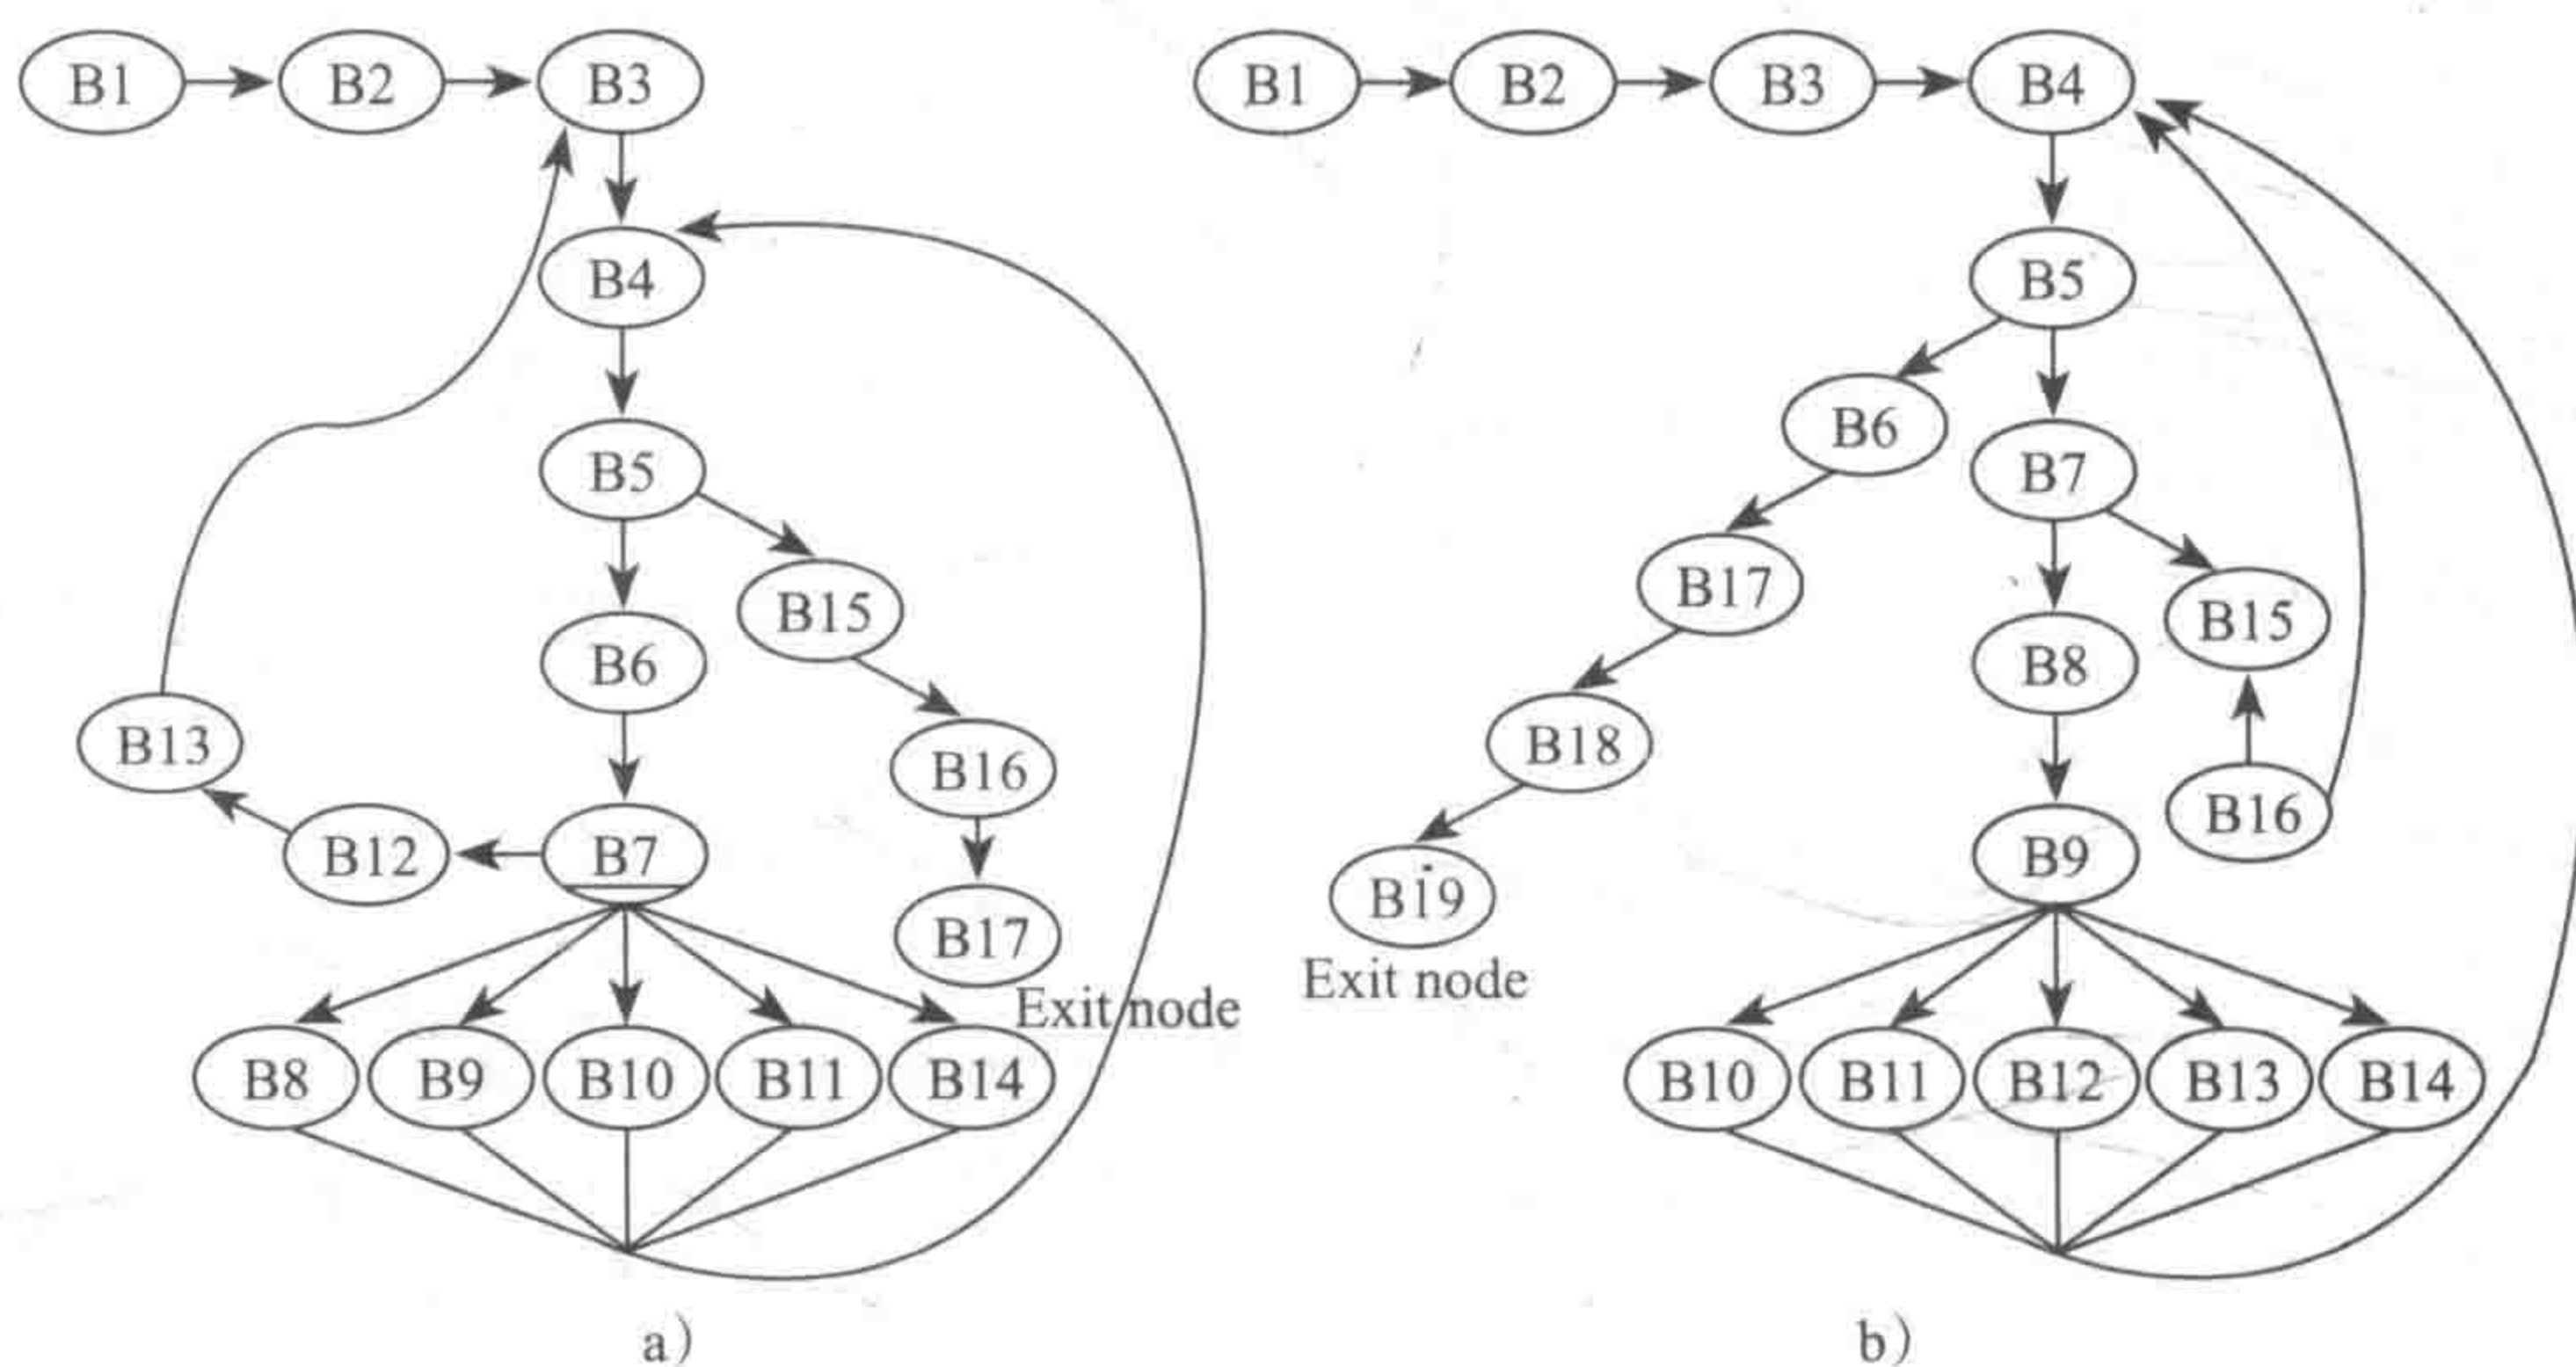 B1 B2 B3
B4
B5
B15
B6
B16
B13
B12 B7
B17
Exit node
B8 B9 B10 B11 B14
a)
B1 B2 B3 B4
B5
B6
B7
B17
B15
B8
B18
B16
B9
B19
Exit node
B10 B11 B12 B13 B14
b)